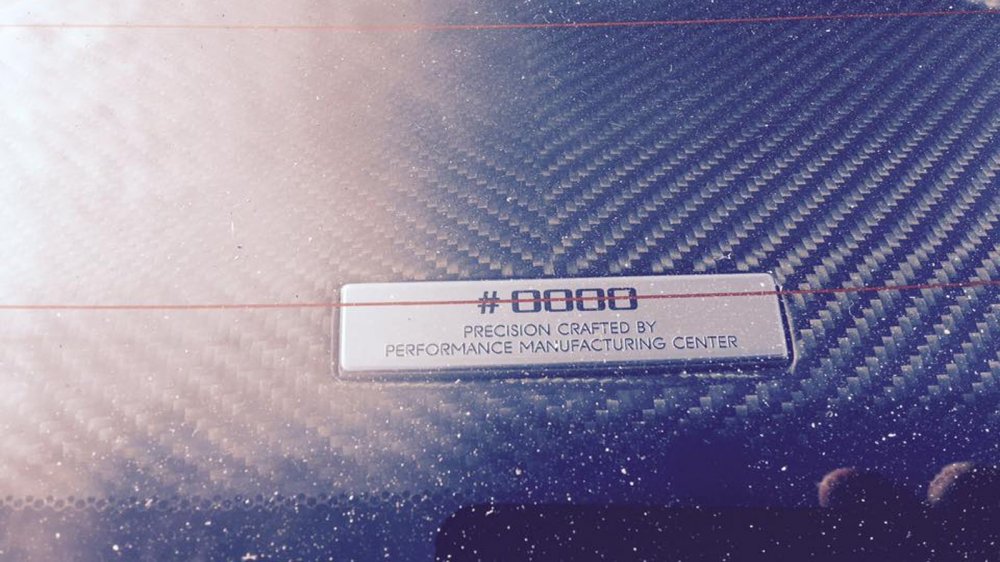 #0000
PRECISION CRAFTED BY
PERFORMANCE MANUFACTURING CENTER